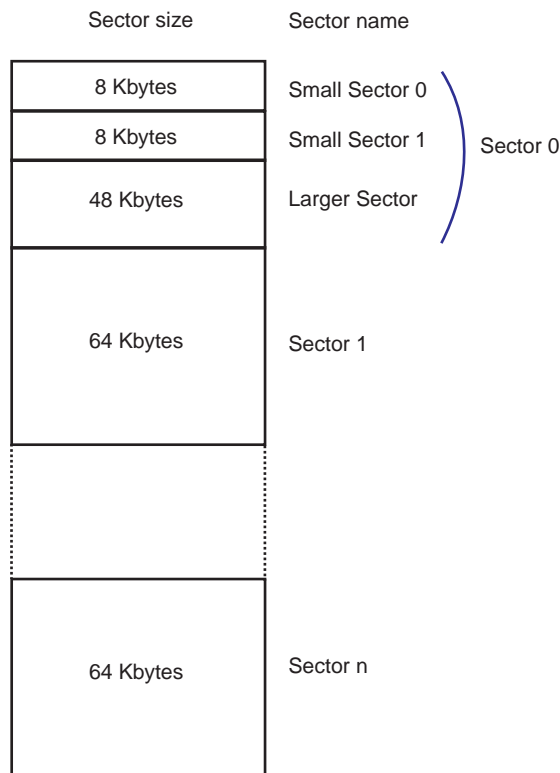 Sector size Sector name
8 Kbytes Small Sector 0
8 Kbytes Small Sector 1 Sector 0
48 Kbytes Larger Sector
64 Kbytes Sector 1
64 Kbytes Sector n